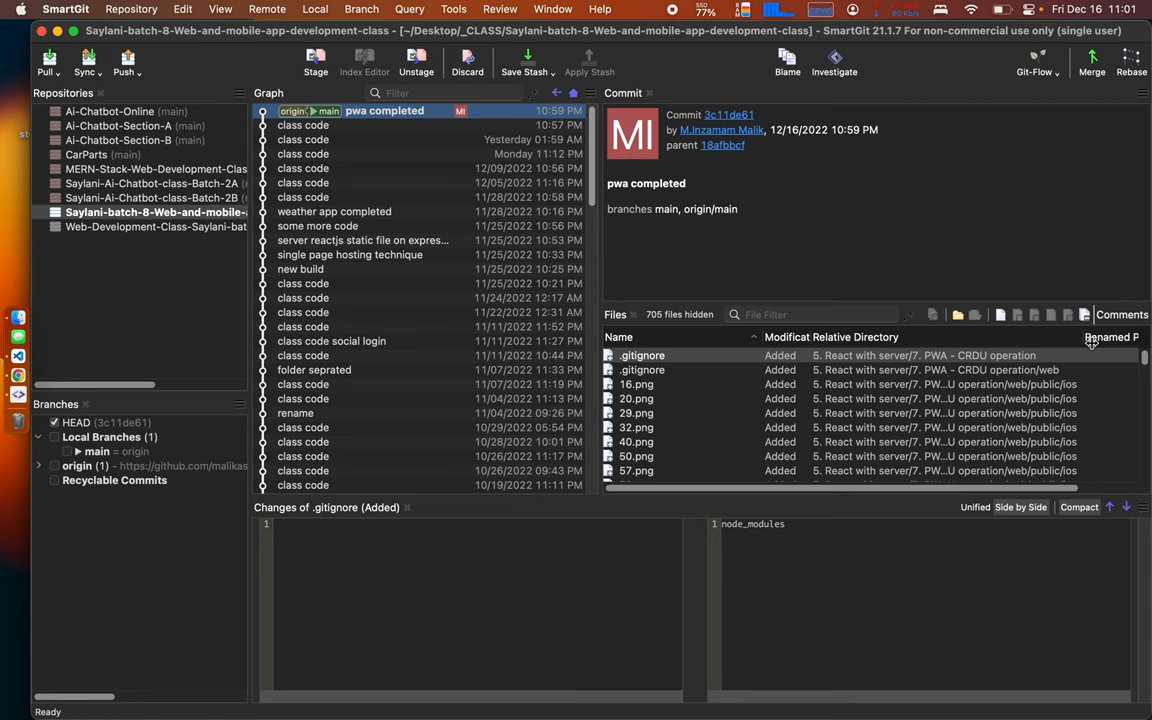 SmartGit Repository Edit View Remote Local Branch Query Tools Review Window Help SSD 77% 80 KB/s Fri Dec 16 11:01
Saylani-batch-8-Web-and-mobile-app-development-class - [~/Desktop/_CLASS/Saylani-batch-8-Web-and-mobile-app-development-class] - SmartGit 21.1.7 For non-commercial use only (single user)
Pull Sync Push Stage Index Editor Unstage Discard Save Stash Apply Stash Blame Investigate Git-Flow Merge Rebase
Repositories
Ai-Chatbot-Online (main)
Ai-Chatbot-Section-A (main)
Ai-Chatbot-Section-B (main)
CarParts (main)
MERN-Stack-Web-Development-Clas
Saylani-Ai-Chatbot-class-Batch-2A (
Saylani-Ai-Chatbot-class-Batch-2B (
Saylani-batch-8-Web-and-mobile-
Web-Development-Class-Saylani-bat
Branches
HEAD (3c11de61)
Local Branches (1)
main = origin
origin (1) - https://github.com/malikas
Recyclable Commits
Graph Filter
origin main pwa completed MI 10:59 PM
class code 10:57 PM
class code Yesterday 01:59 AM
class code Monday 11:12 PM
class code 12/09/2022 10:56 PM
class code 12/05/2022 11:16 PM
class code 11/28/2022 10:58 PM
weather app completed 11/28/2022 10:16 PM
some more code 11/25/2022 10:56 PM
server reactjs static file on expres... 11/25/2022 10:53 PM
single page hosting technique 11/25/2022 10:33 PM
new build 11/25/2022 10:29 PM
class code 11/25/2022 10:21 PM
class code 11/24/2022 12:17 AM
class code 11/22/2022 12:31 AM
class code 11/11/2022 11:52 PM
class code social login 11/11/2022 11:27 PM
class code 11/11/2022 10:44 PM
folder seprated 11/07/2022 11:33 PM
class code 11/07/2022 11:19 PM
class code 11/04/2022 11:13 PM
rename 11/04/2022 09:26 PM
class code 10/29/2022 05:54 PM
class code 10/28/2022 10:01 PM
class code 10/26/2022 11:17 PM
class code 10/26/2022 09:43 PM
class code 10/19/2022 11:11 PM
Commit
MI
Commit 3c11de61
by M.Inzamam Malik, 12/16/2022 10:59 PM
parent 18afbbcf
pwa completed
branches main, origin/main
Files 705 files hidden File Filter Comments
Name Modificat Relative Directory Renamed F
.gitignore Added 5. React with server/7. PWA - CRDU operation
.gitignore Added 5. React with server/7. PWA - CRDU operation/web
16.png Added 5. React with server/7. PW...U operation/web/public/ios
20.png Added 5. React with server/7. PW...U operation/web/public/ios
29.png Added 5. React with server/7. PW...U operation/web/public/ios
32.png Added 5. React with server/7. PW...U operation/web/public/ios
40.png Added 5. React with server/7. PW...U operation/web/public/ios
50.png Added 5. React with server/7. PW...U operation/web/public/ios
57.png Added 5. React with server/7. PW...U operation/web/public/ios
Changes of .gitignore (Added) Unified Side by Side Compact
1 1 node_modules
Ready